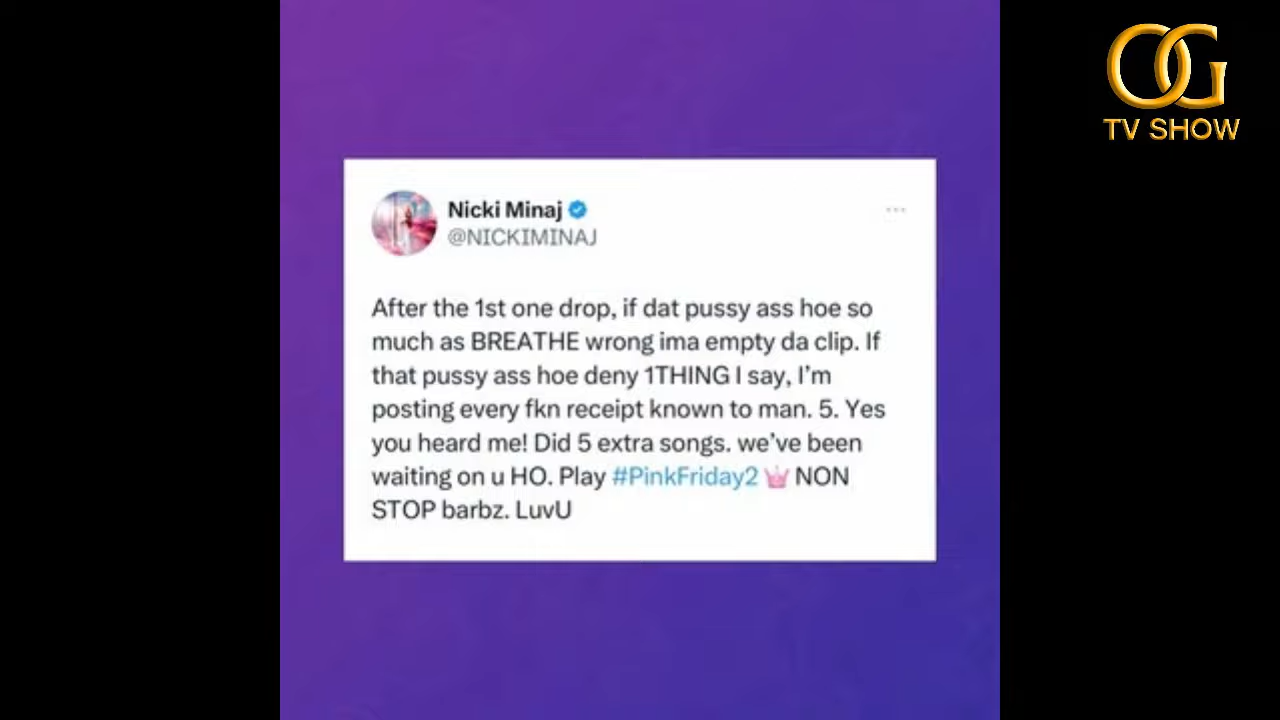 OG
TV SHOW
Nicki Minaj
@NICKIMINAJ
After the 1st one drop, if dat pussy ass hoe so
much as BREATHE wrong ima empty da clip. If
that pussy ass hoe deny 1THING I say, I’m
posting every fkn receipt known to man. 5. Yes
you heard me! Did 5 extra songs. we’ve been
waiting on u HO. Play #PinkFriday2 NON
STOP barbz. LuvU